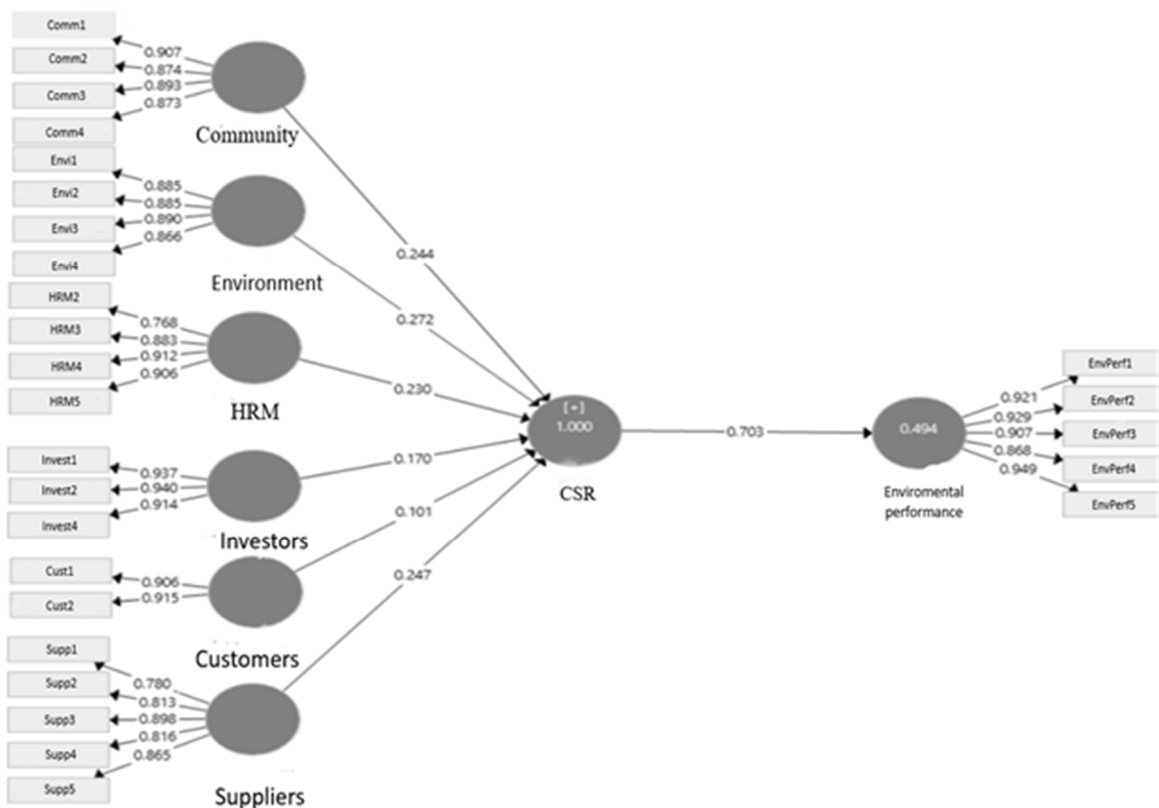 Comm1
0.907
Comm2
0.874
Comm3
0.893
0.873
Comm4
Community
Envi1
0.885
Envi2
0.885
Envi3
0.890
0.866
Envi4
Environment
0.244
0.272
HRM2
0.768
HRM3
0.883
HRM4
0.912
0.906
HRM5
HRM
0.230
[+]
1.000
CSR
0.703
0.494
Enviromental
performance
EnvPerf1
0.921
EnvPerf2
0.929
EnvPerf3
0.907
0.868
EnvPerf4
0.949
EnvPerf5
Invest1
0.937
Invest2
0.940
0.914
Invest4
Investors
0.170
Cust1
0.906
Cust2
0.915
Customers
0.101
0.247
Supp1
0.780
Supp2
0.813
Supp3
0.898
0.816
Supp4
0.865
Supp5
Suppliers